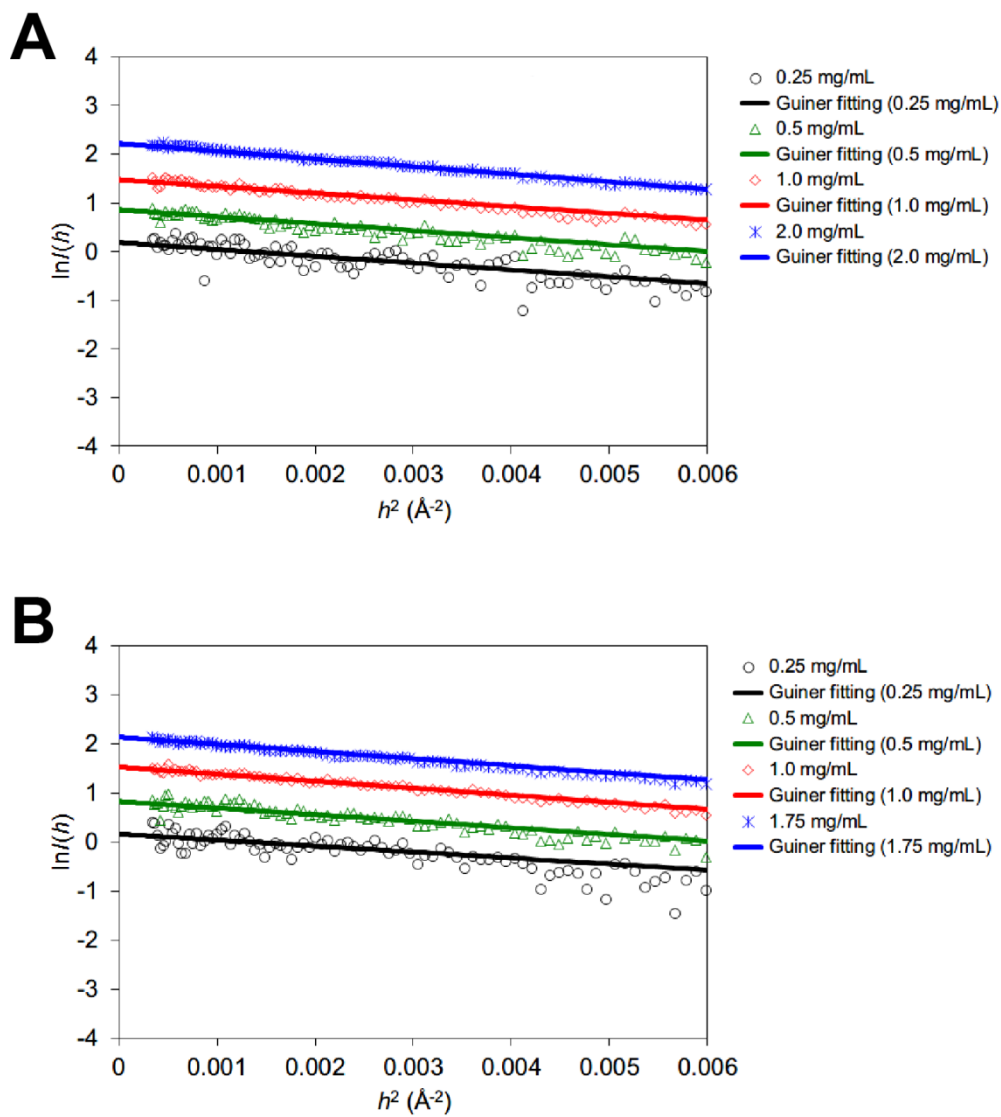 A
4
3
2
1
0
-1
-2
-3
-4
lnI(h)
0 0.001 0.002 0.003 0.004 0.005 0.006
h² (Å⁻²)
0.25 mg/mL
Guiner fitting (0.25 mg/mL)
0.5 mg/mL
Guiner fitting (0.5 mg/mL)
1.0 mg/mL
Guiner fitting (1.0 mg/mL)
2.0 mg/mL
Guiner fitting (2.0 mg/mL)
B
4
3
2
1
0
-1
-2
-3
-4
lnI(h)
0 0.001 0.002 0.003 0.004 0.005 0.006
h² (Å⁻²)
0.25 mg/mL
Guiner fitting (0.25 mg/mL)
0.5 mg/mL
Guiner fitting (0.5 mg/mL)
1.0 mg/mL
Guiner fitting (1.0 mg/mL)
1.75 mg/mL
Guiner fitting (1.75 mg/mL)